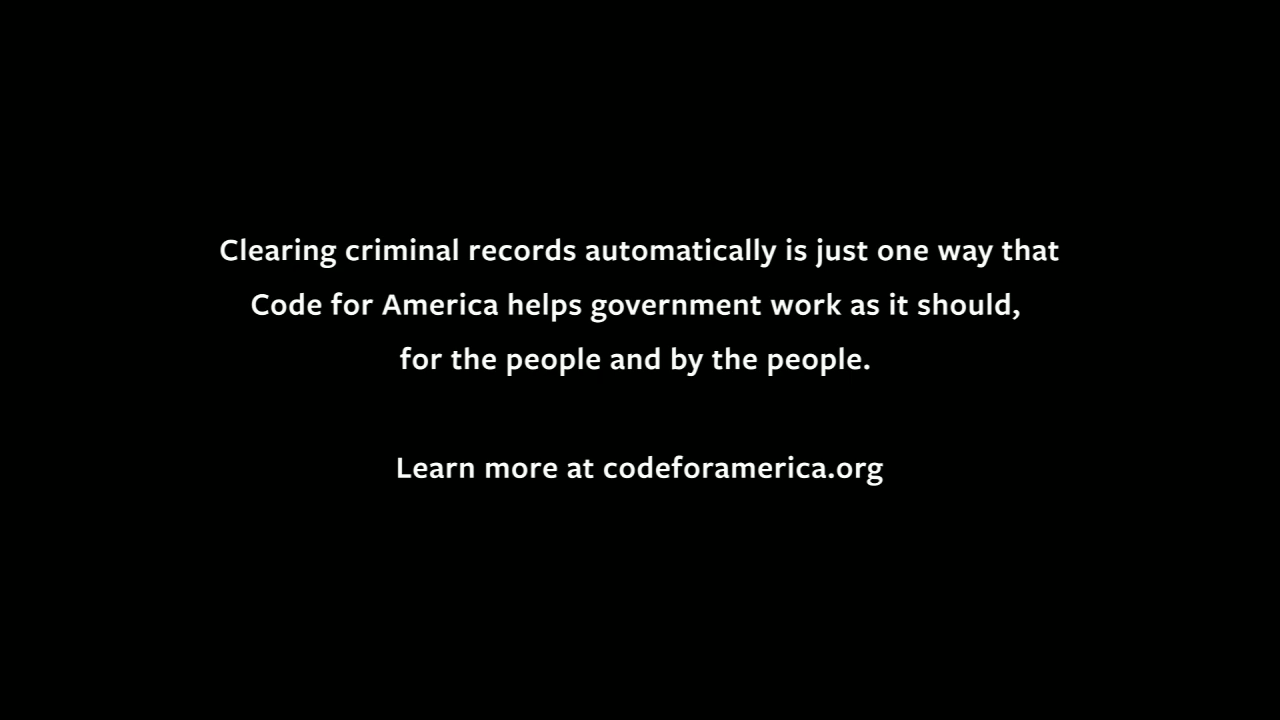 Clearing criminal records automatically is just one way that
Code for America helps government work as it should,
for the people and by the people.
Learn more at codeforamerica.org